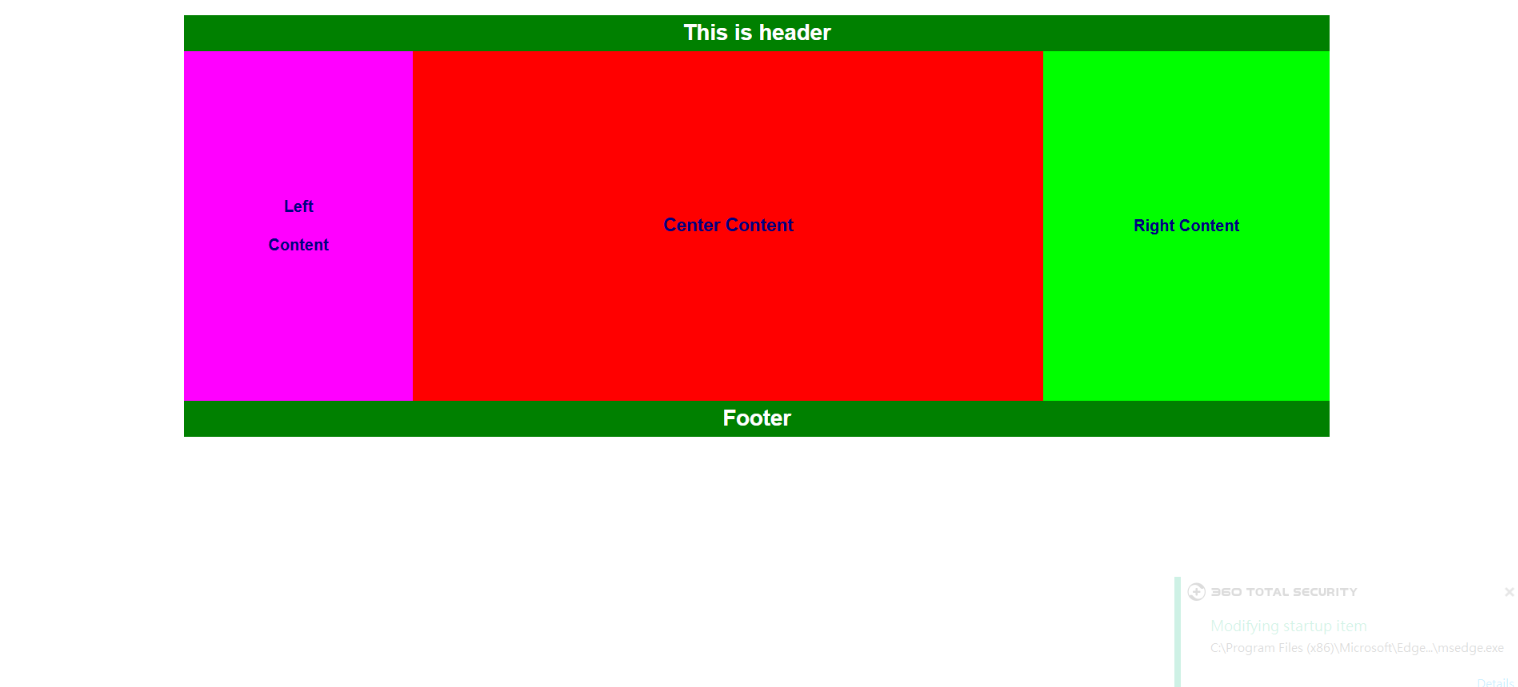 This is header
Left
Content
Center Content
Right Content
Footer
360 TOTAL SECURITY
Modifying startup item
C:\Program Files (x86)\Microsoft\Edge...\msedge.exe
Details